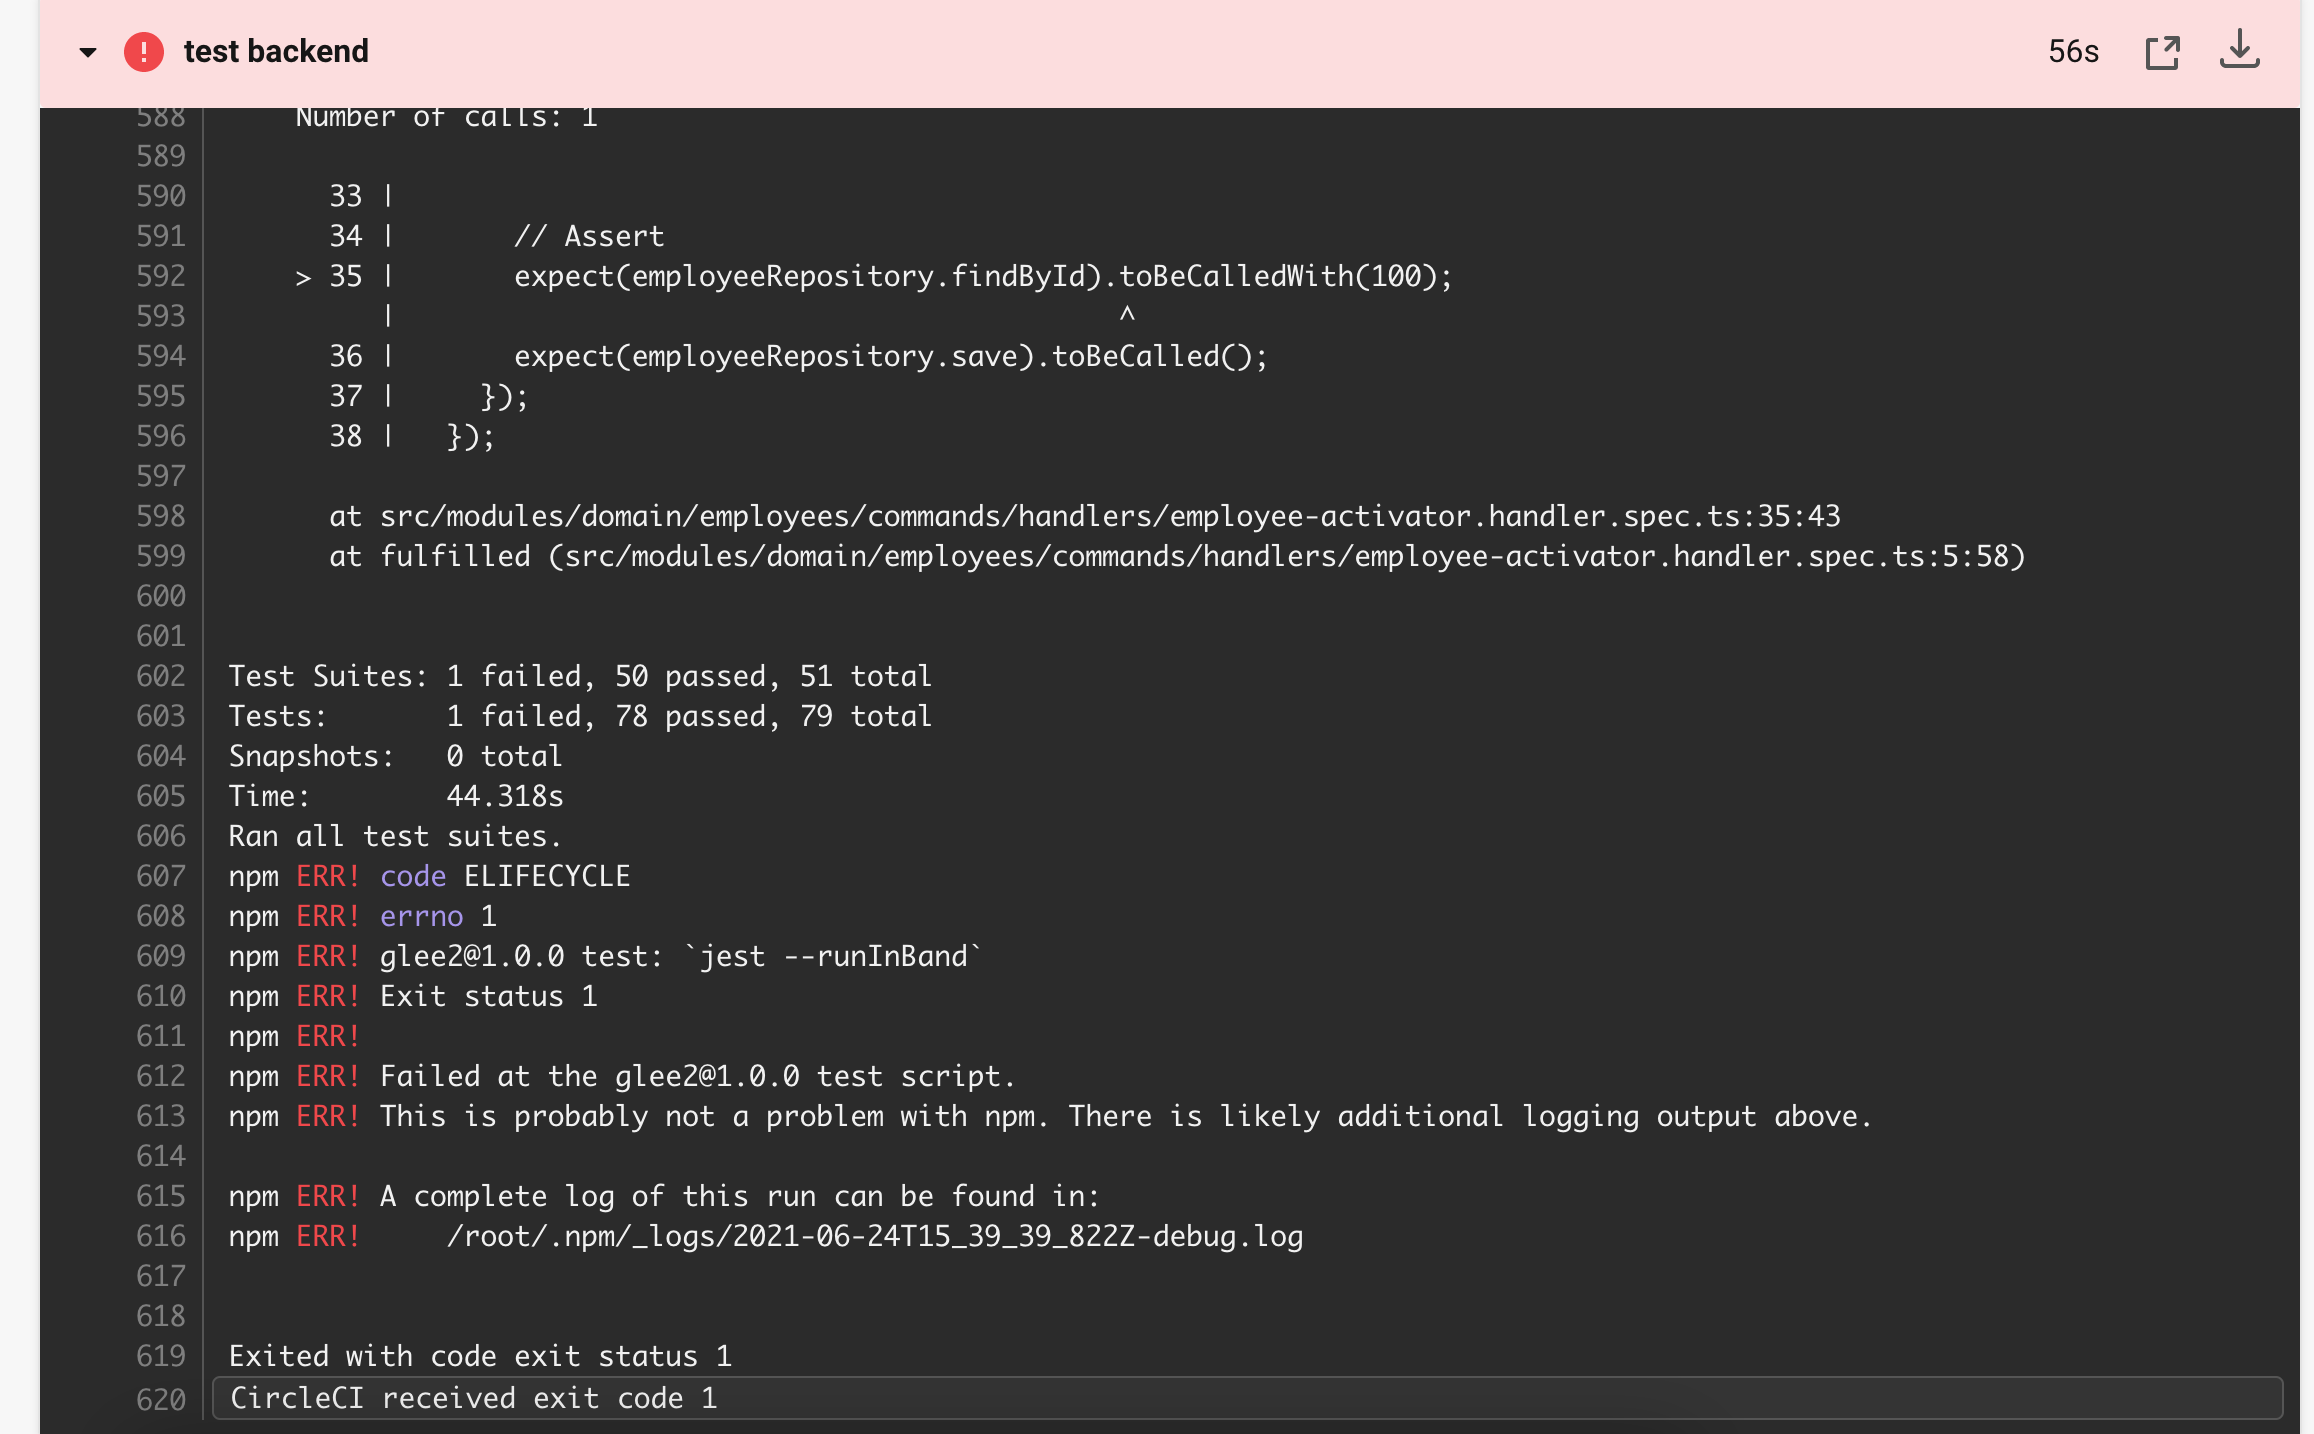 test backend 56s
588 Number of calls: 1
589
590 33 |
591 34 | // Assert
592 > 35 | expect(employeeRepository.findById).toBeCalledWith(100);
593 | ^
594 36 | expect(employeeRepository.save).toBeCalled();
595 37 | });
596 38 | });
597
598 at src/modules/domain/employees/commands/handlers/employee-activator.handler.spec.ts:35:43
599 at fulfilled (src/modules/domain/employees/commands/handlers/employee-activator.handler.spec.ts:5:58)
600
601
602 Test Suites: 1 failed, 50 passed, 51 total
603 Tests: 1 failed, 78 passed, 79 total
604 Snapshots: 0 total
605 Time: 44.318s
606 Ran all test suites.
607 npm ERR! code ELIFECYCLE
608 npm ERR! errno 1
609 npm ERR! glee2@1.0.0 test: `jest --runInBand`
610 npm ERR! Exit status 1
611 npm ERR!
612 npm ERR! Failed at the glee2@1.0.0 test script.
613 npm ERR! This is probably not a problem with npm. There is likely additional logging output above.
614
615 npm ERR! A complete log of this run can be found in:
616 npm ERR! /root/.npm/_logs/2021-06-24T15_39_39_822Z-debug.log
617
618
619 Exited with code exit status 1
620 CircleCI received exit code 1